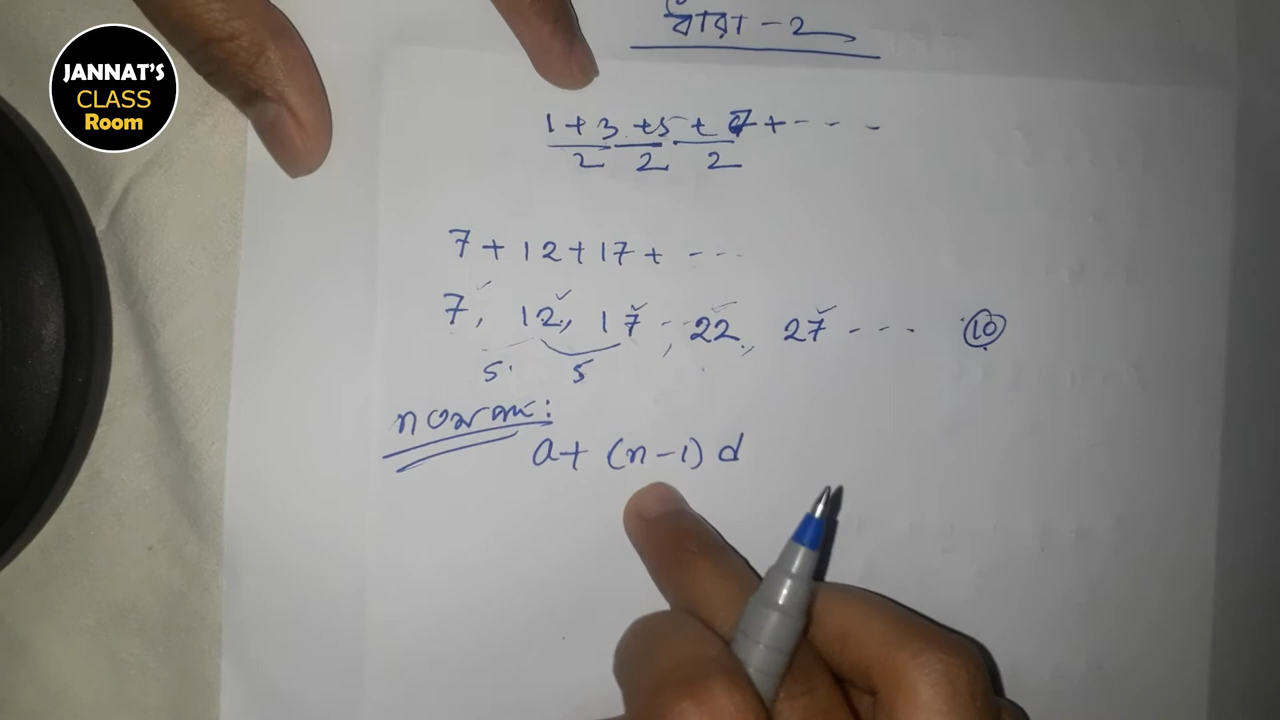 JANNAT'S
CLASS
Room
ধারা - 2
1 + 3 + 5 + 7 + - - -
2 2 2
7 + 12 + 17 + - - -
7, 12, 17 - -, 22, 27 - - - 10
5 5
n তম পদ:
a + (n - 1) d